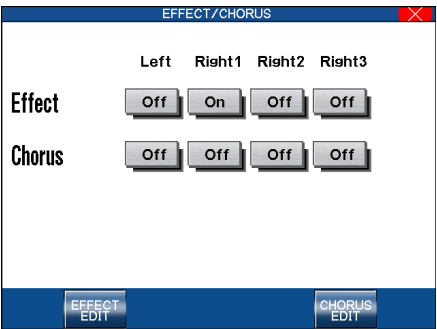 EFFECT/CHORUS
Left Right1 Right2 Right3
Effect Off On Off Off
Chorus Off Off Off Off
EFFECT EDIT
CHORUS EDIT